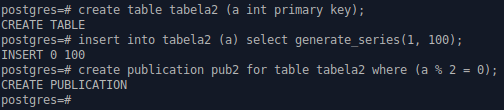 postgres=# create table tabela2 (a int primary key);
CREATE TABLE
postgres=# insert into tabela2 (a) select generate_series(1, 100);
INSERT 0 100
postgres=# create publication pub2 for table tabela2 where (a % 2 = 0);
CREATE PUBLICATION
postgres=#